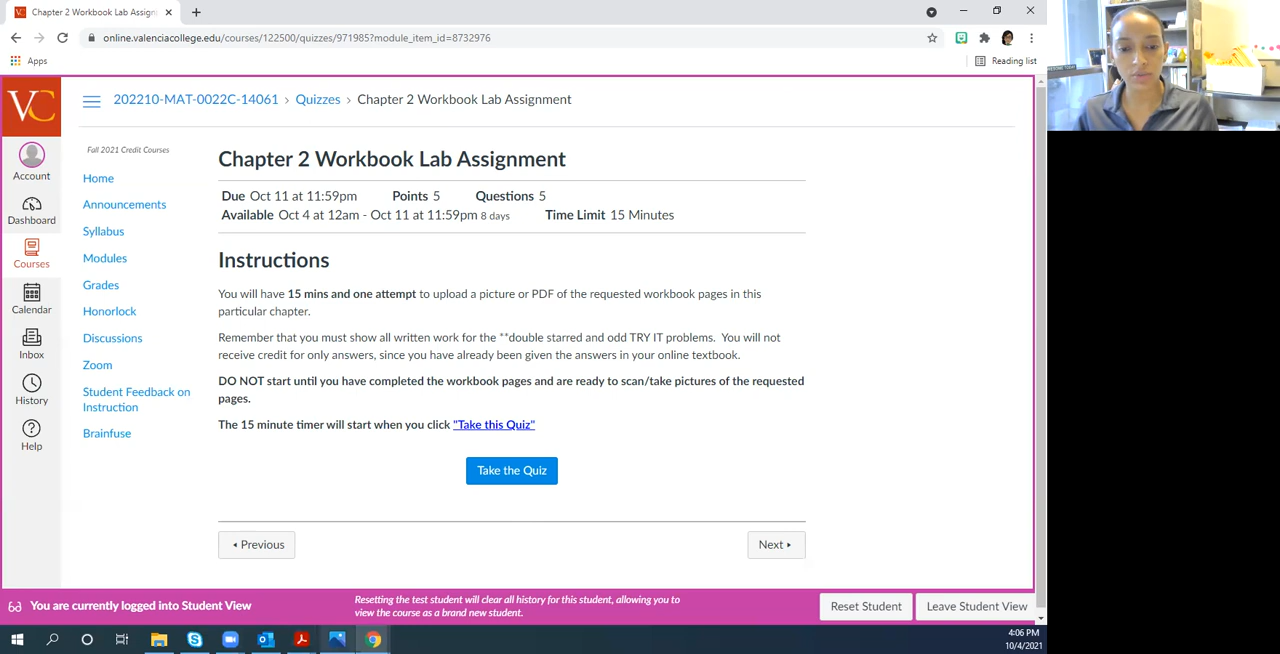 Chapter 2 Workbook Lab Assignm
online.valenciacollege.edu/courses/122500/quizzes/971985?module_item_id=8732976
Apps
Reading list
VC
202210-MAT-0022C-14061 › Quizzes › Chapter 2 Workbook Lab Assignment
Account
Dashboard
Courses
Calendar
Inbox
History
Help
Fall 2021 Credit Courses
Home
Announcements
Syllabus
Modules
Grades
Honorlock
Discussions
Zoom
Student Feedback on
Instruction
Brainfuse
Chapter 2 Workbook Lab Assignment
Due Oct 11 at 11:59pm Points 5 Questions 5
Available Oct 4 at 12am - Oct 11 at 11:59pm 8 days Time Limit 15 Minutes
Instructions
You will have 15 mins and one attempt to upload a picture or PDF of the requested workbook pages in this
particular chapter.
Remember that you must show all written work for the **double starred and odd TRY IT problems. You will not
receive credit for only answers, since you have already been given the answers in your online textbook.
DO NOT start until you have completed the workbook pages and are ready to scan/take pictures of the requested
pages.
The 15 minute timer will start when you click "Take this Quiz"
Take the Quiz
Previous
Next
You are currently logged into Student View
Resetting the test student will clear all history for this student, allowing you to
view the course as a brand new student.
Reset Student
Leave Student View
4:06 PM
10/4/2021